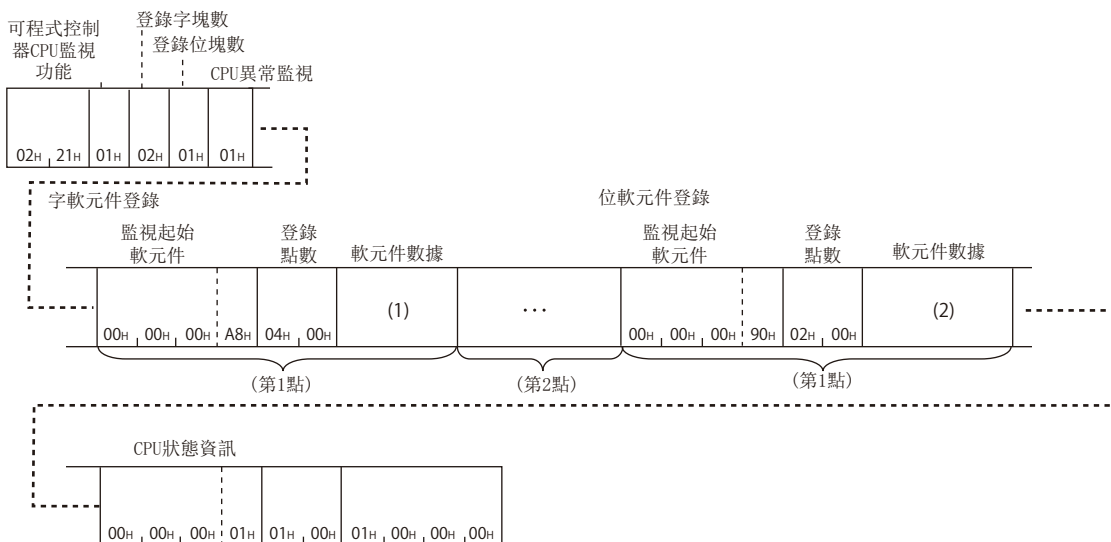 可程式控制
器CPU監視
功能
登錄字塊數
登錄位塊數
CPU異常監視
02H 21H 01H 02H 01H 01H
字軟元件登錄
位軟元件登錄
監視起始
軟元件
登錄
點數
軟元件數據
監視起始
軟元件
登錄
點數
軟元件數據
00H 00H 00H A8H 04H 00H (1) ... 00H 00H 00H 90H 02H 00H (2)
(第1點) (第2點) (第1點)
CPU狀態資訊
00H 00H 00H 01H 01H 00H 01H 00H 00H 00H